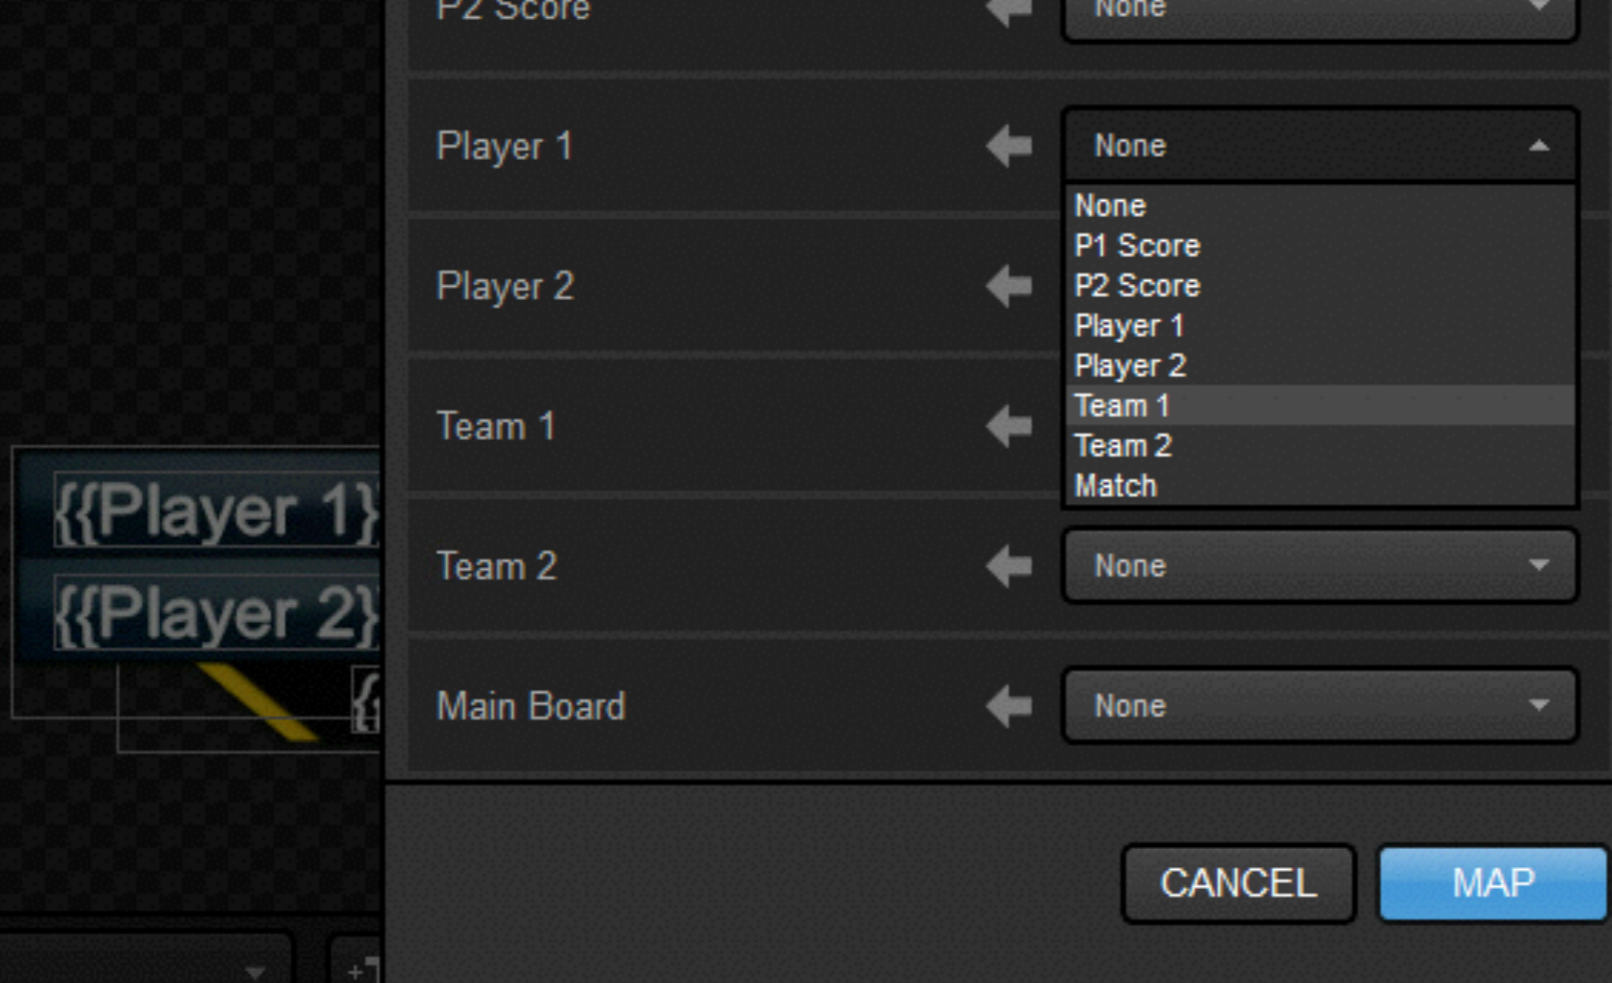 P2 Score
None
Player 1
None
None
P1 Score
P2 Score
Player 1
Player 2
Team 1
Team 2
Match
Player 2
Team 1
Team 2
None
Main Board
None
{{Player 1}
{{Player 2}
{
CANCEL
MAP